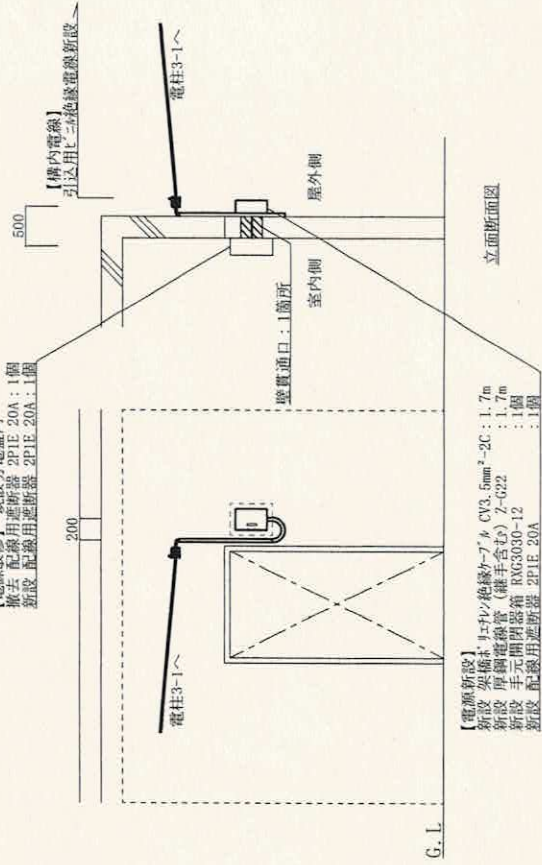 撤去 配線用遮断器 2P1E 20A : 1個
新設 配線用遮断器 2P1E 20A : 1個
200
500
【構内電線】
引込用ビニル絶縁電線新設
電柱3-1へ
電柱3-1へ
壁貫通口 : 1箇所
室内側
屋外側
立面断面図
G.L
【電源新設】
新設 架橋ポリエチレン絶縁ケーブル CV3.5mm²-2C : 1.7m
新設 厚鋼電線管 (継手含む) Z-G22 : 1.7m
新設 手元開閉器箱 RXG3030-12 : 1個
新設 配線用遮断器 2P1E 20A : 1個